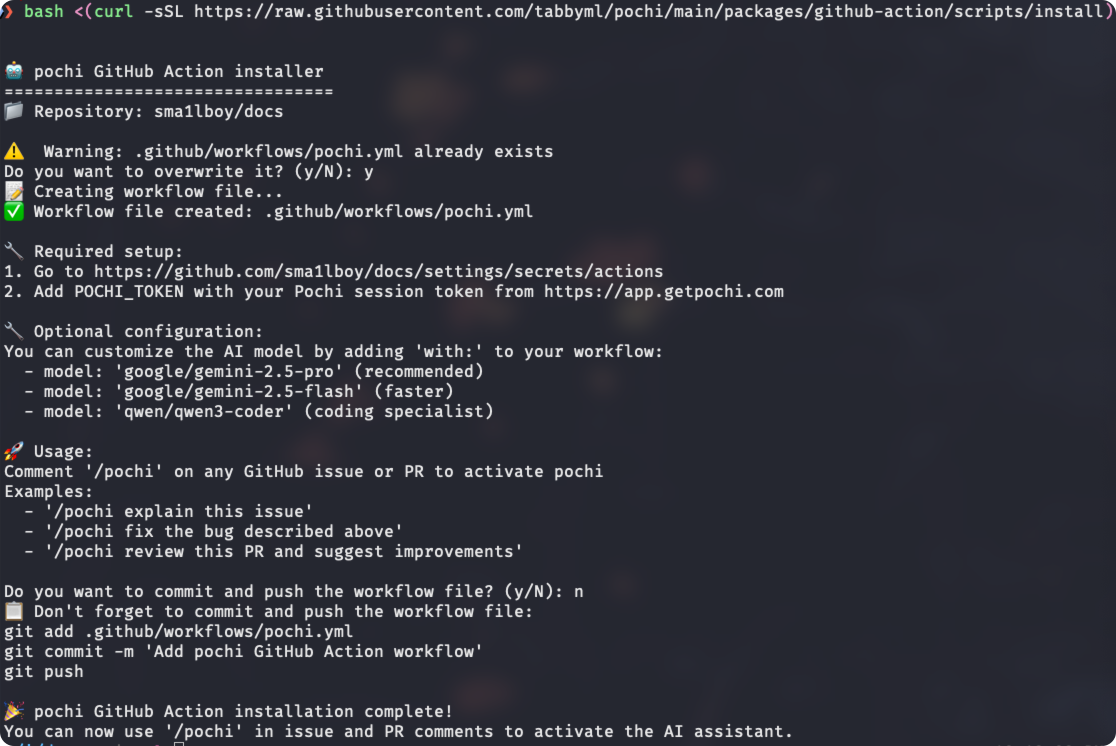 ❯ bash <(curl -sSL https://raw.githubusercontent.com/tabbyml/pochi/main/packages/github-action/scripts/install)
🤖 pochi GitHub Action installer
=================================
📁 Repository: sma1lboy/docs
⚠️  Warning: .github/workflows/pochi.yml already exists
Do you want to overwrite it? (y/N): y
📝 Creating workflow file...
✅ Workflow file created: .github/workflows/pochi.yml
🔧 Required setup:
1. Go to https://github.com/sma1lboy/docs/settings/secrets/actions
2. Add POCHI_TOKEN with your Pochi session token from https://app.getpochi.com
🔧 Optional configuration:
You can customize the AI model by adding 'with:' to your workflow:
  - model: 'google/gemini-2.5-pro' (recommended)
  - model: 'google/gemini-2.5-flash' (faster)
  - model: 'qwen/qwen3-coder' (coding specialist)
🚀 Usage:
Comment '/pochi' on any GitHub issue or PR to activate pochi
Examples:
  - '/pochi explain this issue'
  - '/pochi fix the bug described above'
  - '/pochi review this PR and suggest improvements'
Do you want to commit and push the workflow file? (y/N): n
📋 Don't forget to commit and push the workflow file:
git add .github/workflows/pochi.yml
git commit -m 'Add pochi GitHub Action workflow'
git push
🎉 pochi GitHub Action installation complete!
You can now use '/pochi' in issue and PR comments to activate the AI assistant.